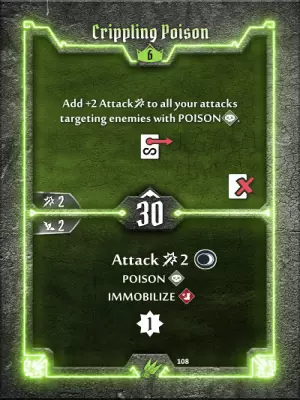 Crippling Poison
6
Add +2 Attack to all your attacks
targeting enemies with POISON.
2
30
2
Attack 2
POISON
IMMOBILIZE
1
108